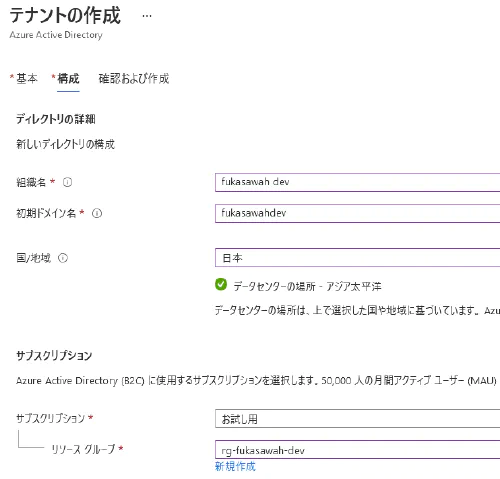 テナントの作成 …
Azure Active Directory
* 基本 * 構成 確認および作成
ディレクトリの詳細
新しいディレクトリの構成
組織名 * fukasawah dev
初期ドメイン名 * fukasawahdev
国/地域 日本
データセンターの場所 - アジア太平洋
データセンターの場所は、上で選択した国や地域に基づいています。 Azu
サブスクリプション
Azure Active Directory (B2C) に使用するサブスクリプションを選択します。50,000 人の月間アクティブ ユーザー (MAU)
サブスクリプション * お試し用
リソース グループ * rg-fukasawah-dev
新規作成